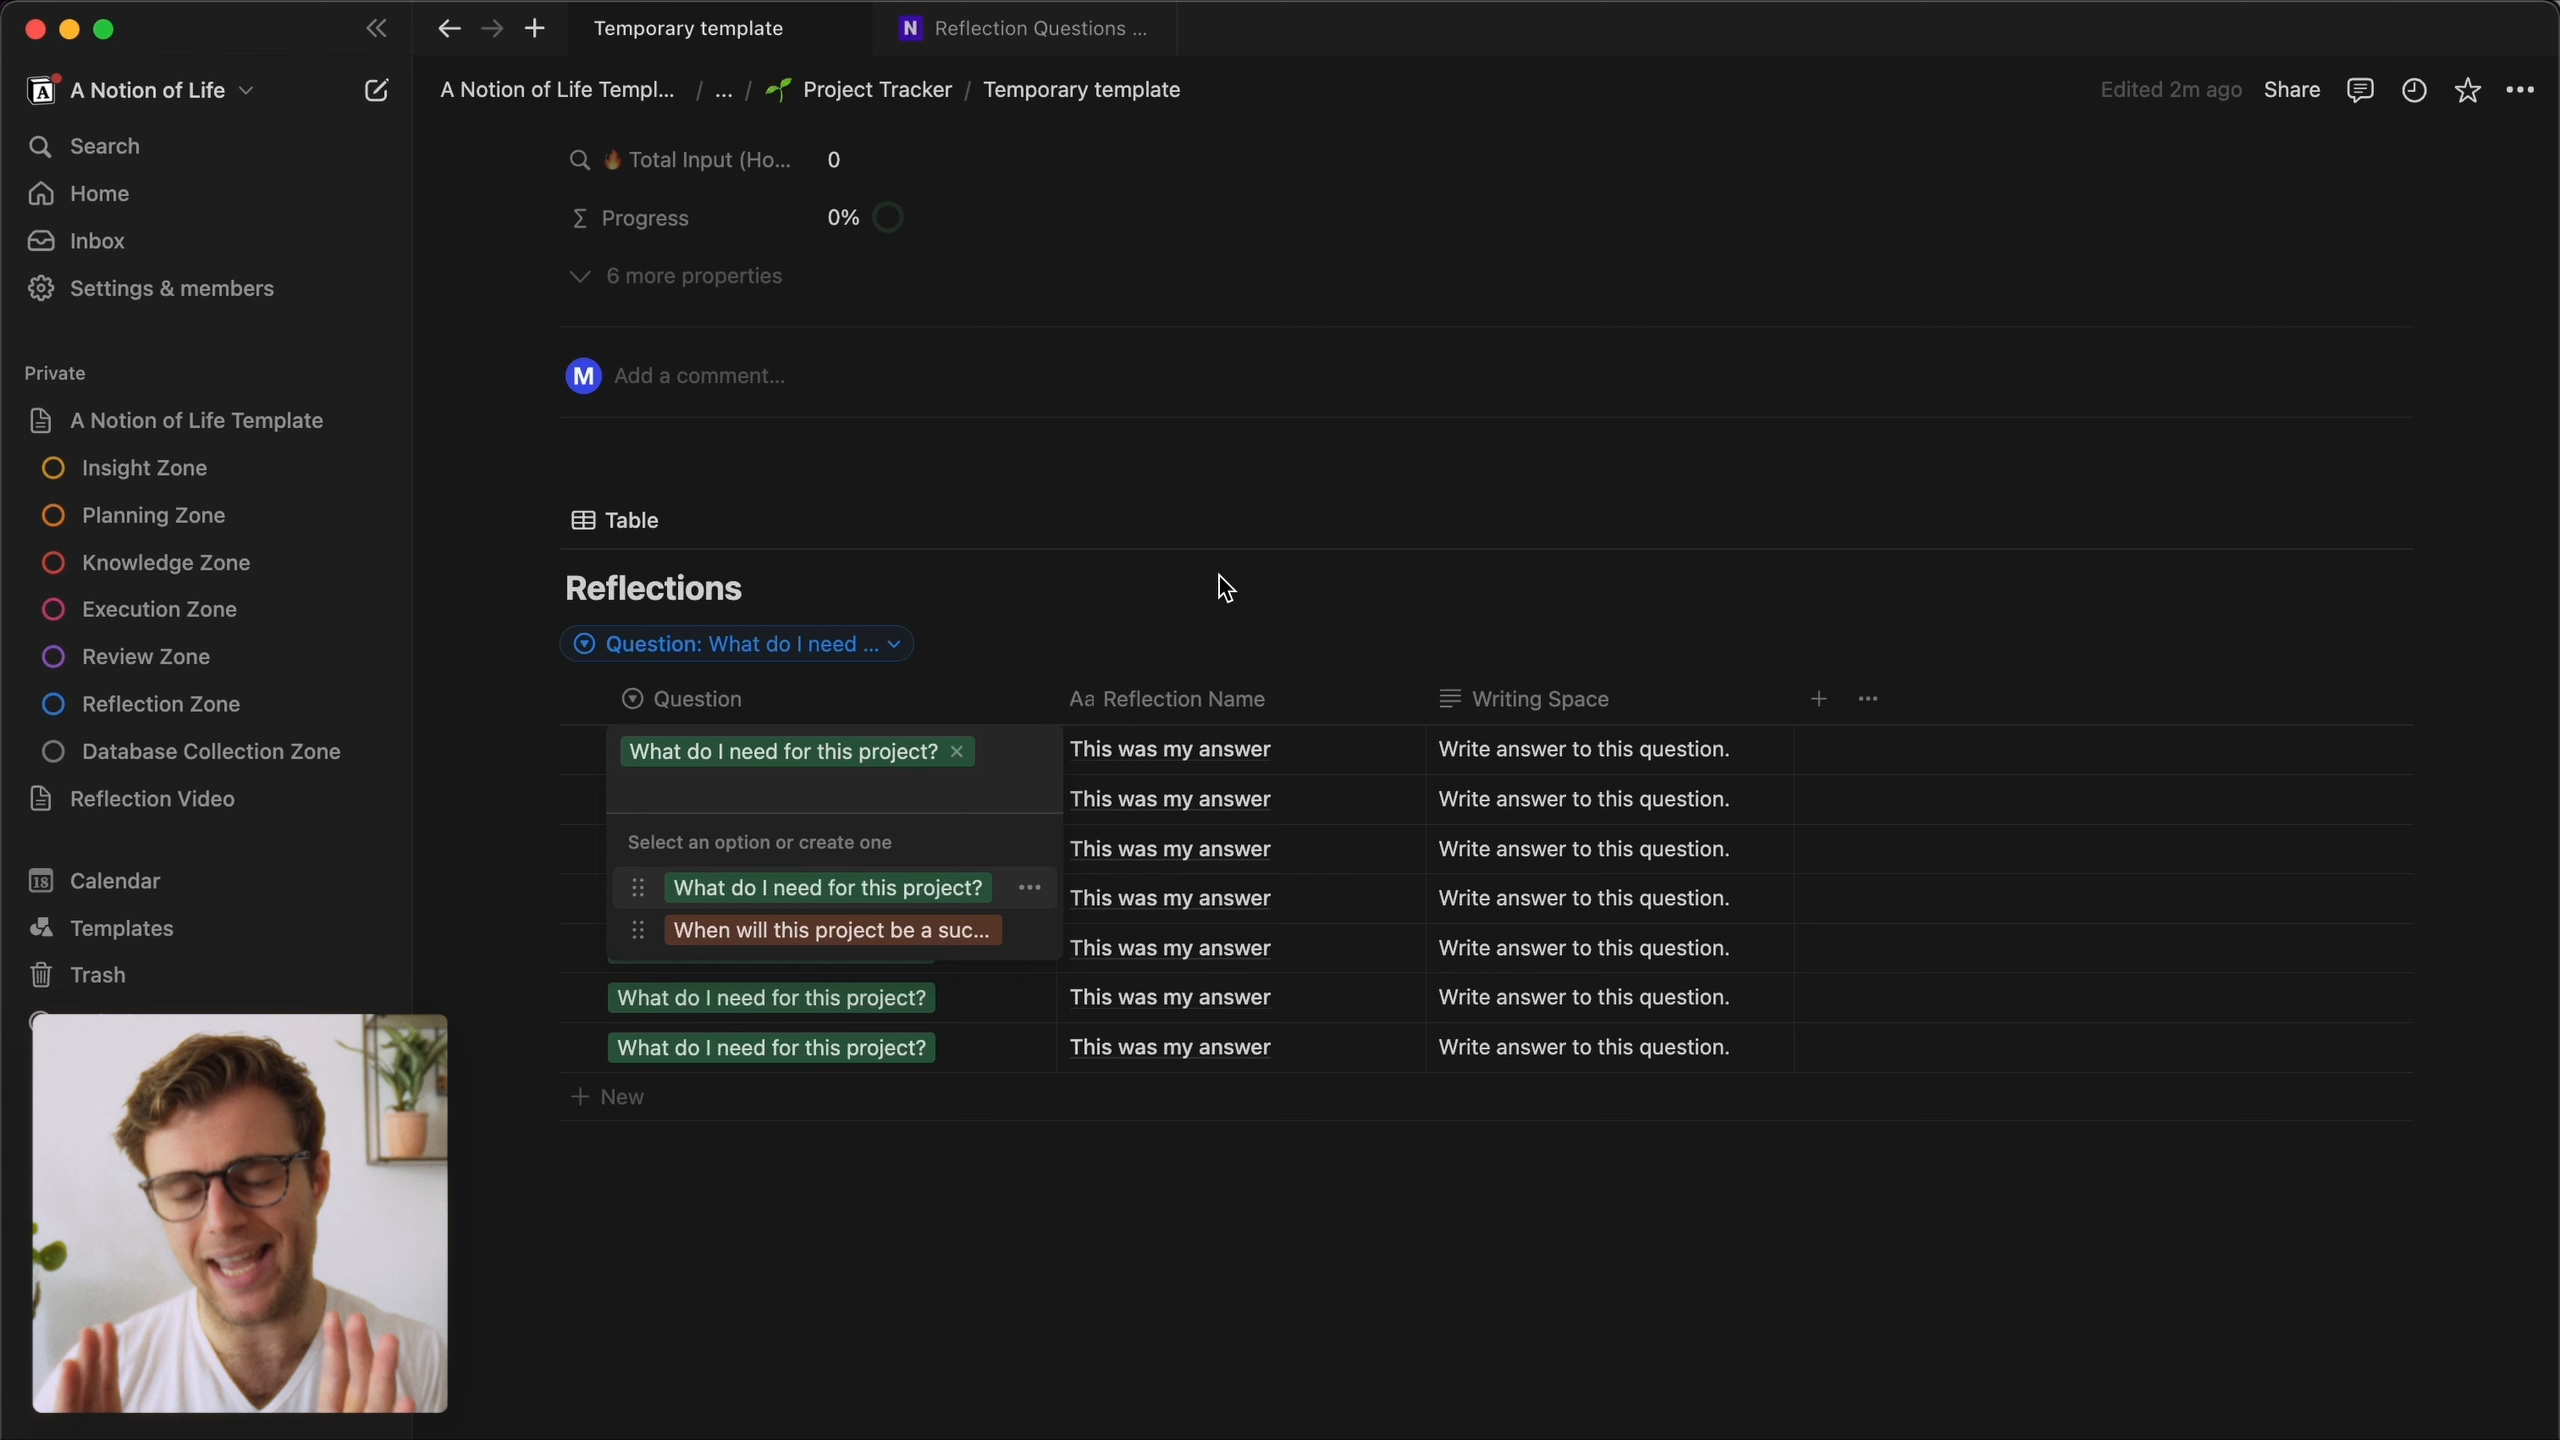 Temporary template
N Reflection Questions ...
A Notion of Life
A Notion of Life Templ... / ... / Project Tracker / Temporary template
Edited 2m ago Share
Search
Home
Inbox
Settings & members
Private
A Notion of Life Template
Insight Zone
Planning Zone
Knowledge Zone
Execution Zone
Review Zone
Reflection Zone
Database Collection Zone
Reflection Video
18 Calendar
Templates
Trash
Total Input (Ho... 0
Progress 0%
6 more properties
M Add a comment...
Table
Reflections
Question: What do I need ...
Question Aa Reflection Name Writing Space
What do I need for this project? This was my answer Write answer to this question.
This was my answer Write answer to this question.
Select an option or create one
This was my answer Write answer to this question.
What do I need for this project?
This was my answer Write answer to this question.
When will this project be a suc...
This was my answer Write answer to this question.
What do I need for this project? This was my answer Write answer to this question.
What do I need for this project? This was my answer Write answer to this question.
New